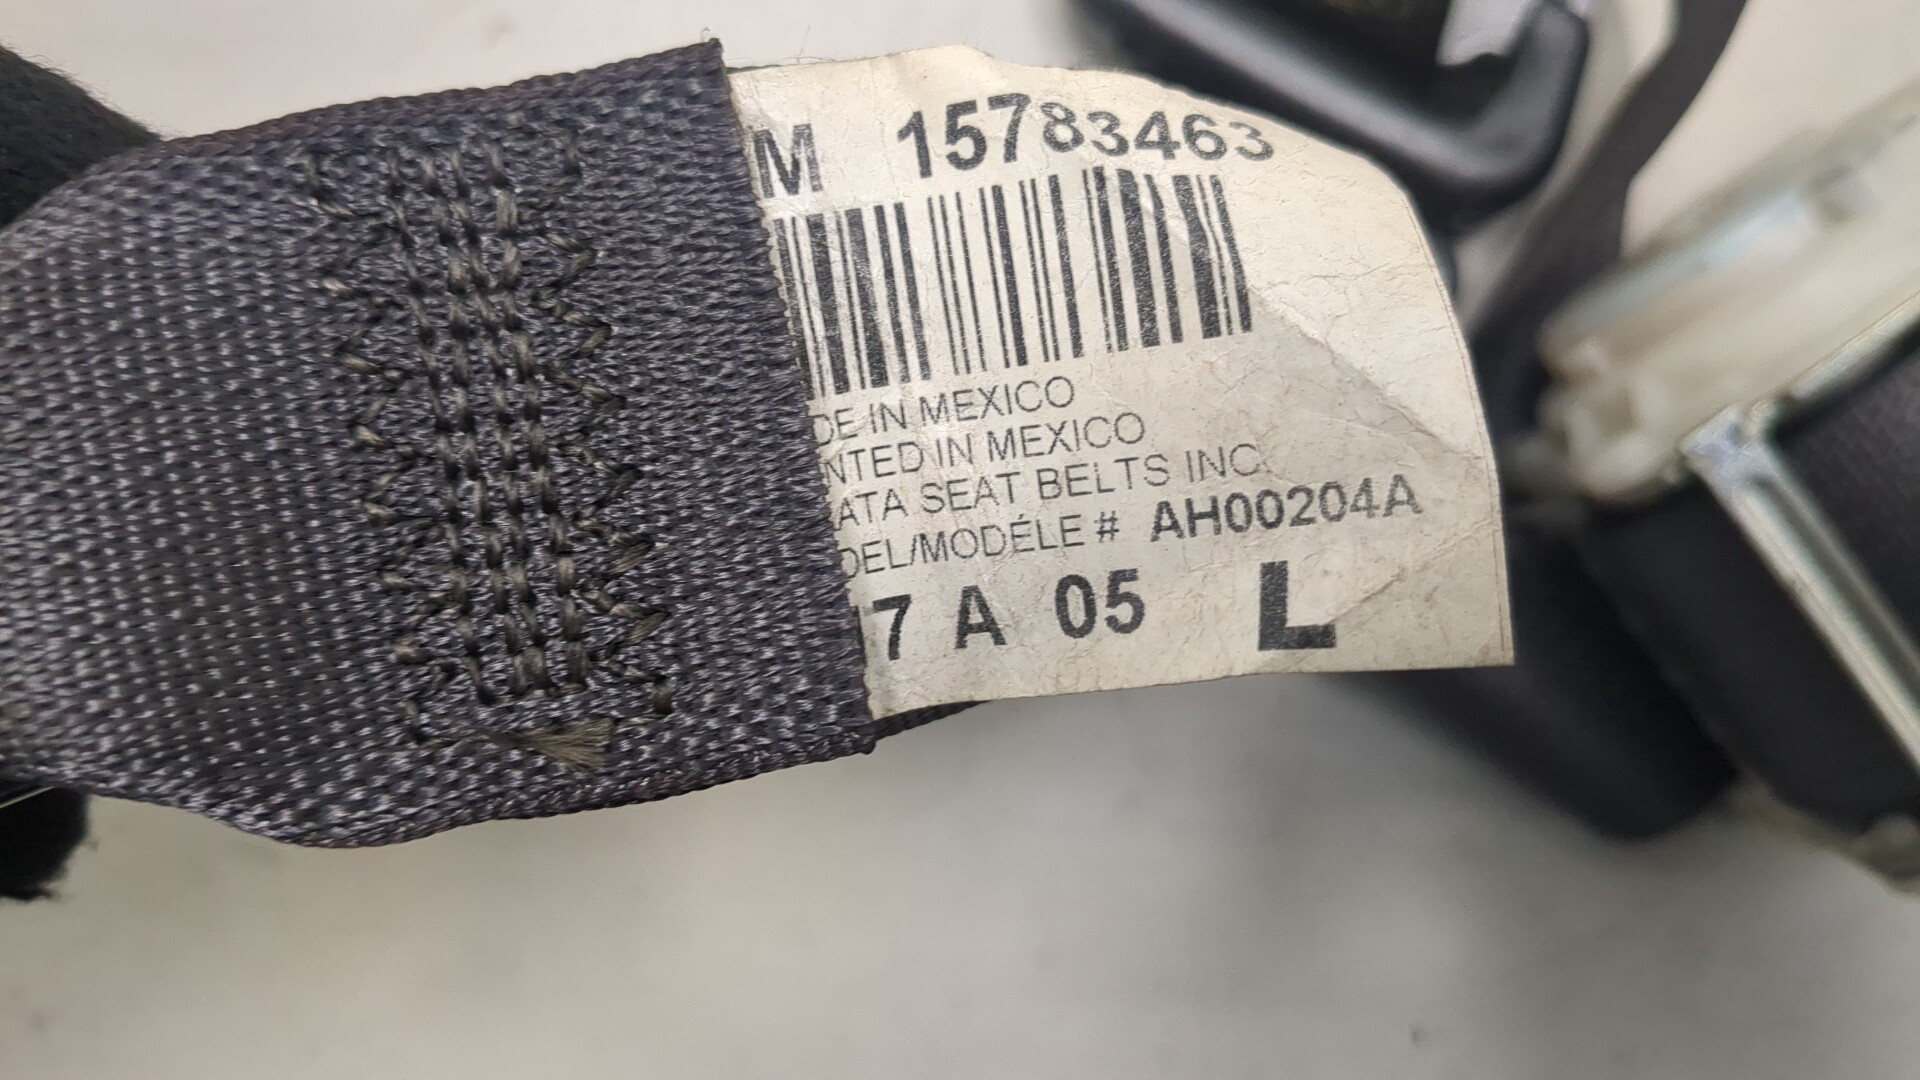 M 15783463
DE IN MEXICO
NTED IN MEXICO
ATA SEAT BELTS INC
DEL/MODÉLE # AH00204A
7 A 05 L